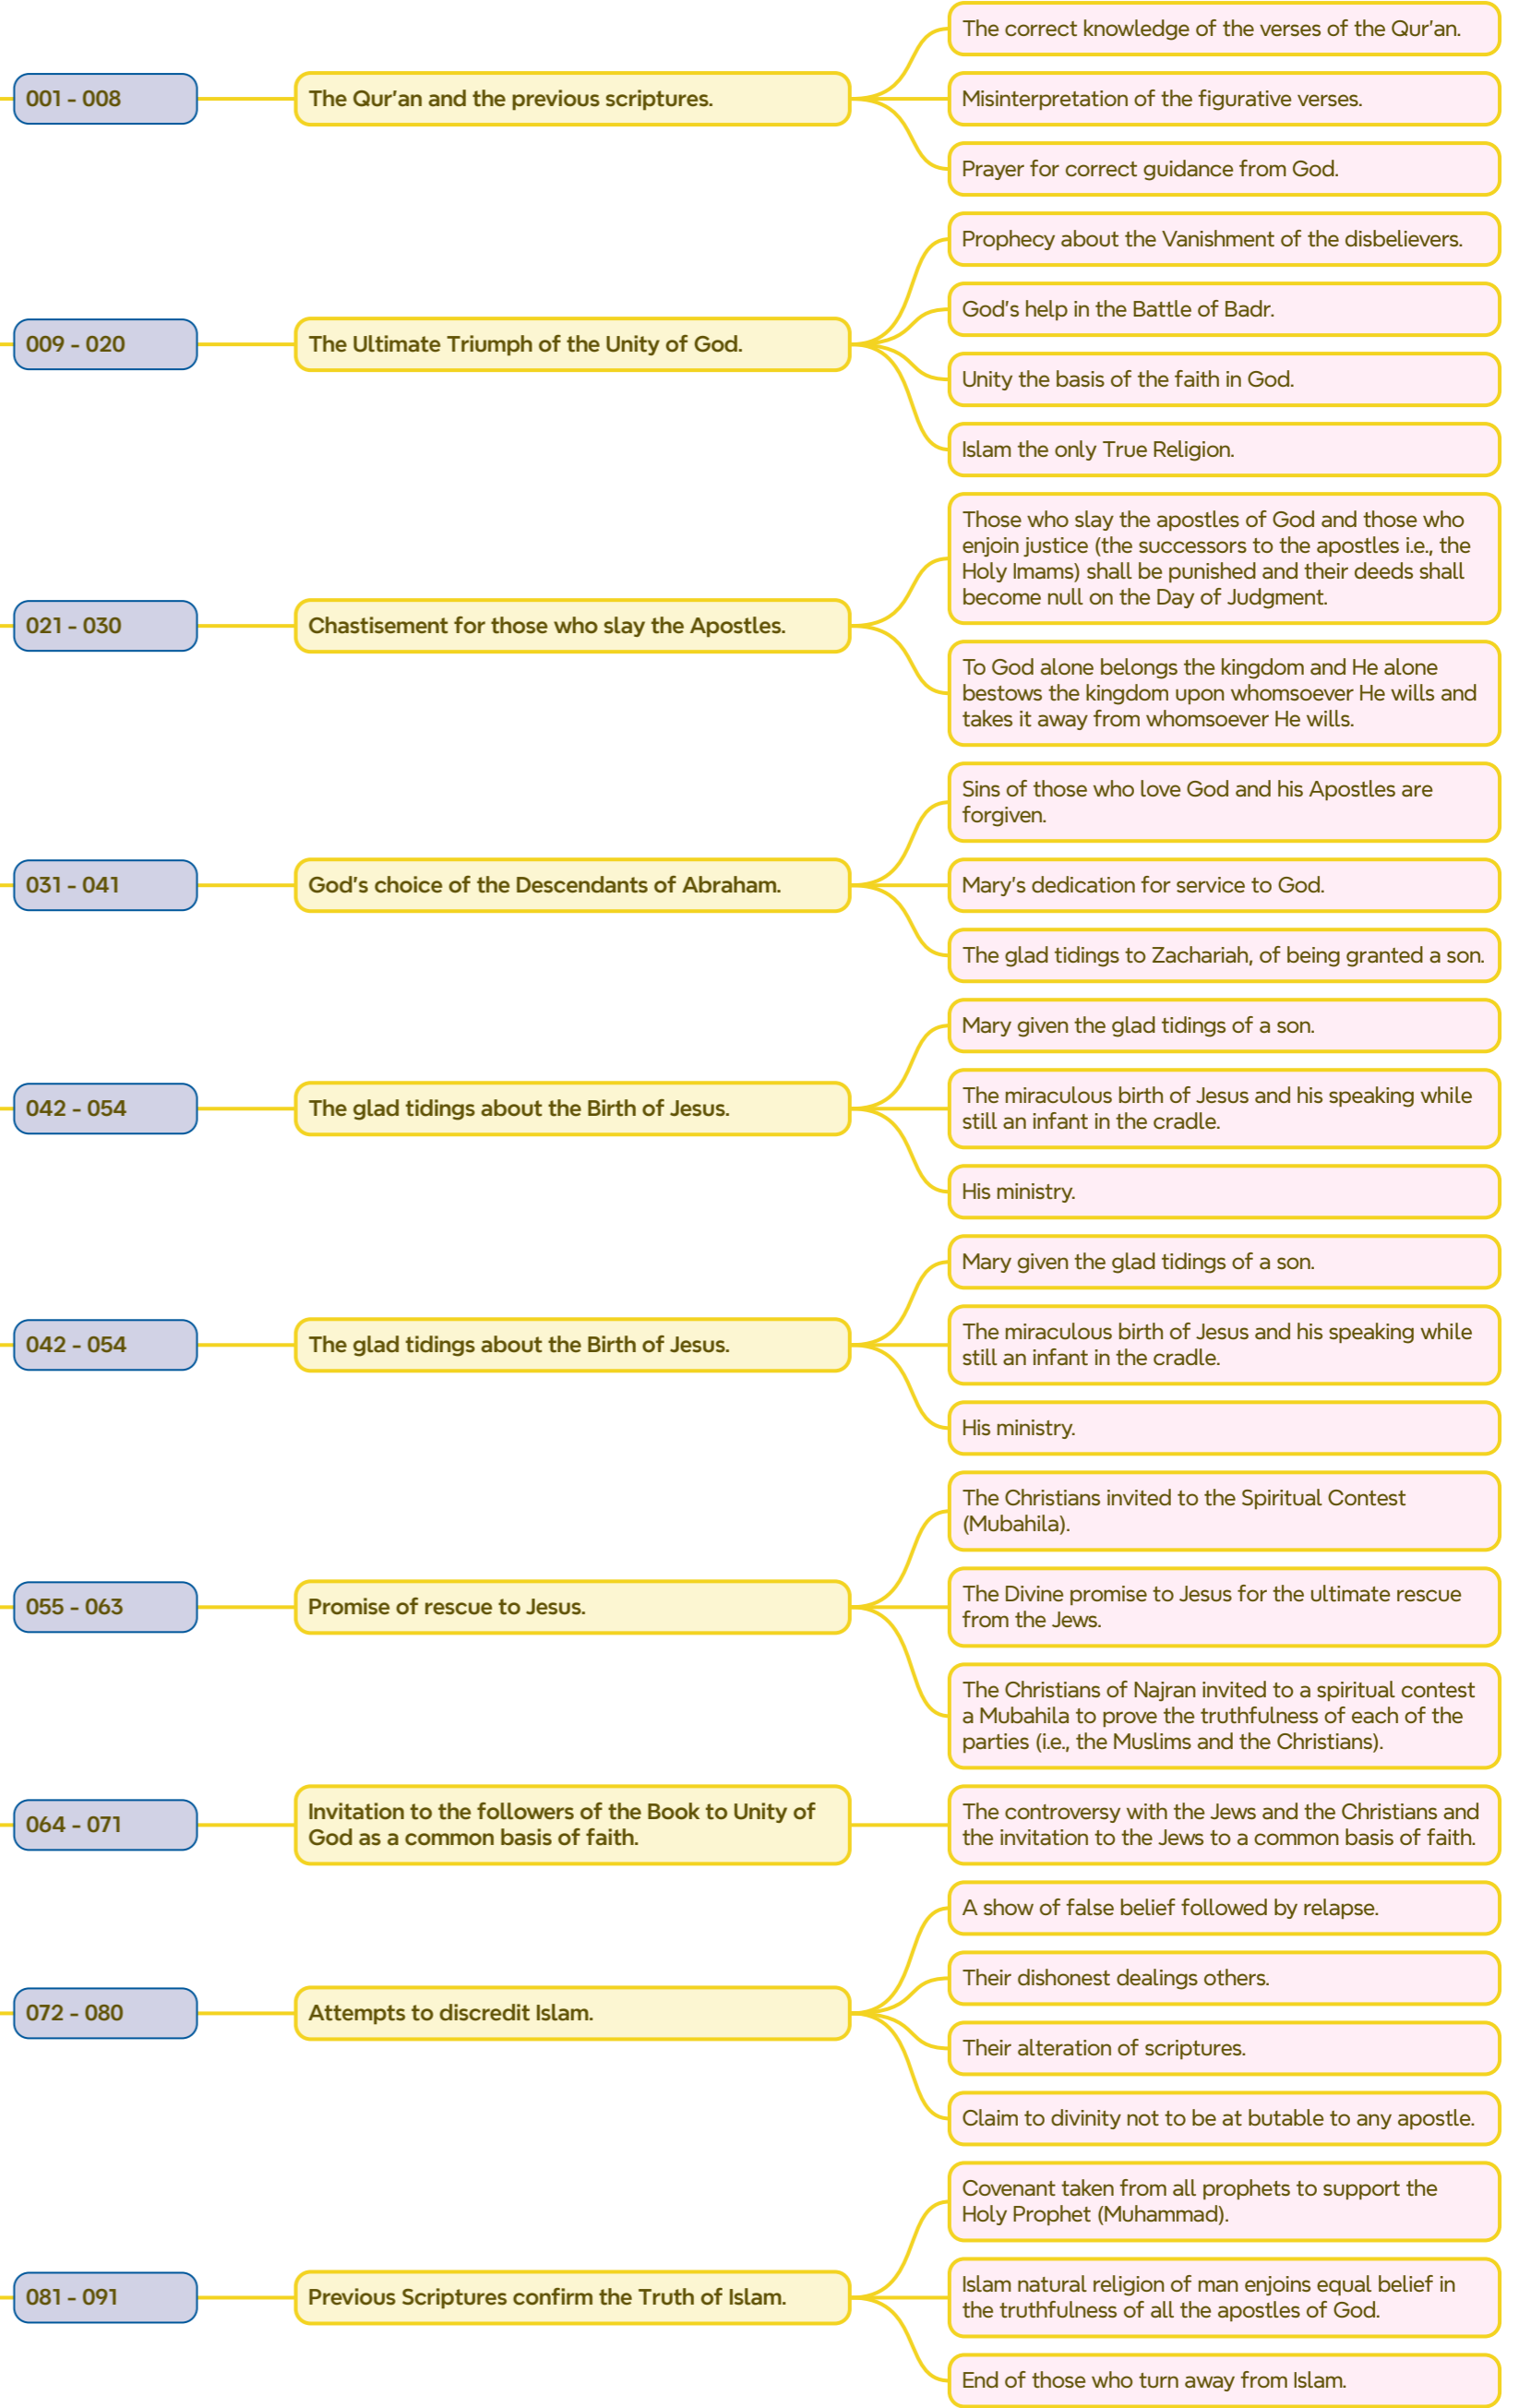 001 - 008
The Qur'an and the previous scriptures.
The correct knowledge of the verses of the Qur'an.
Misinterpretation of the figurative verses.
Prayer for correct guidance from God.
009 - 020
The Ultimate Triumph of the Unity of God.
Prophecy about the Vanishment of the disbelievers.
God's help in the Battle of Badr.
Unity the basis of the faith in God.
Islam the only True Religion.
021 - 030
Chastisement for those who slay the Apostles.
Those who slay the apostles of God and those who
enjoin justice (the successors to the apostles i.e., the
Holy Imams) shall be punished and their deeds shall
become null on the Day of Judgment.
To God alone belongs the kingdom and He alone
bestows the kingdom upon whomsoever He wills and
takes it away from whomsoever He wills.
031 - 041
God's choice of the Descendants of Abraham.
Sins of those who love God and his Apostles are
forgiven.
Mary's dedication for service to God.
The glad tidings to Zachariah, of being granted a son.
042 - 054
The glad tidings about the Birth of Jesus.
Mary given the glad tidings of a son.
The miraculous birth of Jesus and his speaking while
still an infant in the cradle.
His ministry.
042 - 054
The glad tidings about the Birth of Jesus.
Mary given the glad tidings of a son.
The miraculous birth of Jesus and his speaking while
still an infant in the cradle.
His ministry.
055 - 063
Promise of rescue to Jesus.
The Christians invited to the Spiritual Contest
(Mubahila).
The Divine promise to Jesus for the ultimate rescue
from the Jews.
The Christians of Najran invited to a spiritual contest
a Mubahila to prove the truthfulness of each of the
parties (i.e., the Muslims and the Christians).
064 - 071
Invitation to the followers of the Book to Unity of
God as a common basis of faith.
The controversy with the Jews and the Christians and
the invitation to the Jews to a common basis of faith.
072 - 080
Attempts to discredit Islam.
A show of false belief followed by relapse.
Their dishonest dealings others.
Their alteration of scriptures.
Claim to divinity not to be at butable to any apostle.
081 - 091
Previous Scriptures confirm the Truth of Islam.
Covenant taken from all prophets to support the
Holy Prophet (Muhammad).
Islam natural religion of man enjoins equal belief in
the truthfulness of all the apostles of God.
End of those who turn away from Islam.